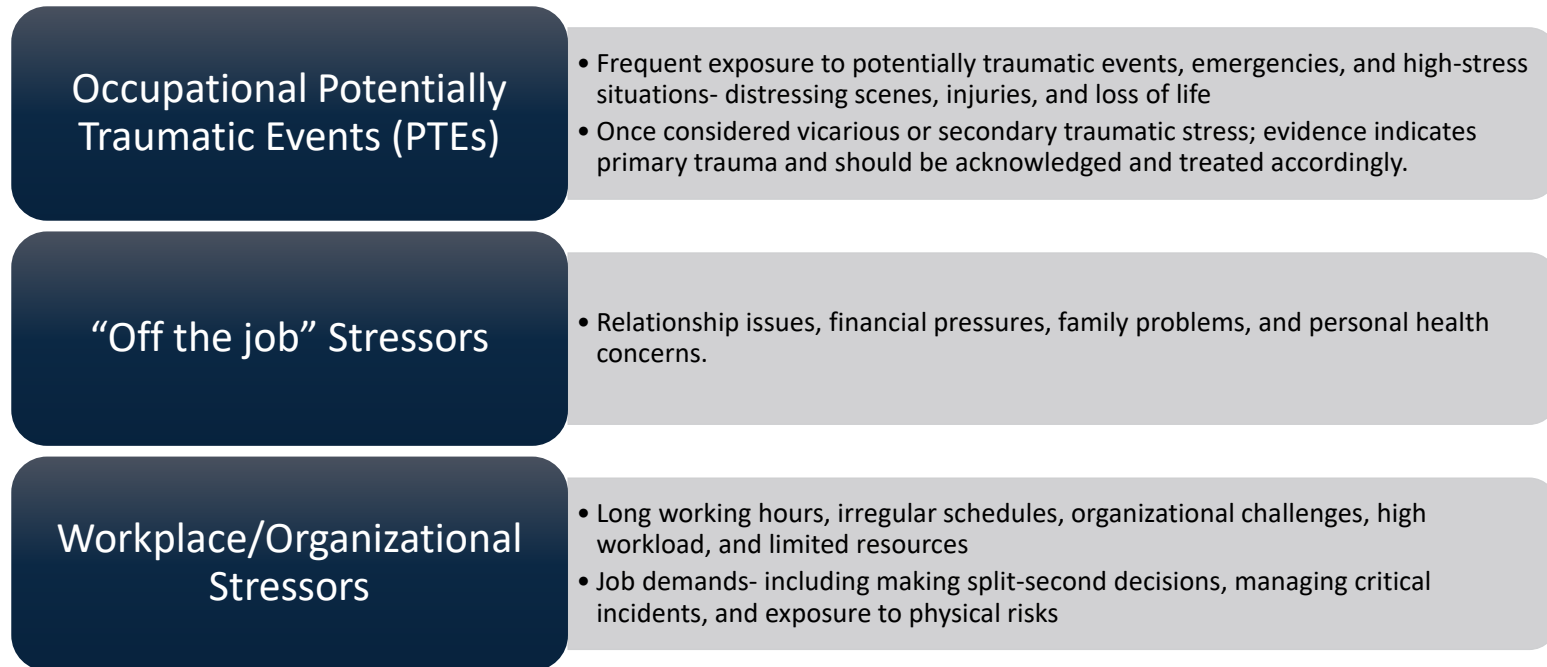 Occupational Potentially
Traumatic Events (PTEs)
• Frequent exposure to potentially traumatic events, emergencies, and high-stress
situations- distressing scenes, injuries, and loss of life
• Once considered vicarious or secondary traumatic stress; evidence indicates
primary trauma and should be acknowledged and treated accordingly.
“Off the job” Stressors
• Relationship issues, financial pressures, family problems, and personal health
concerns.
Workplace/Organizational
Stressors
• Long working hours, irregular schedules, organizational challenges, high
workload, and limited resources
• Job demands- including making split-second decisions, managing critical
incidents, and exposure to physical risks